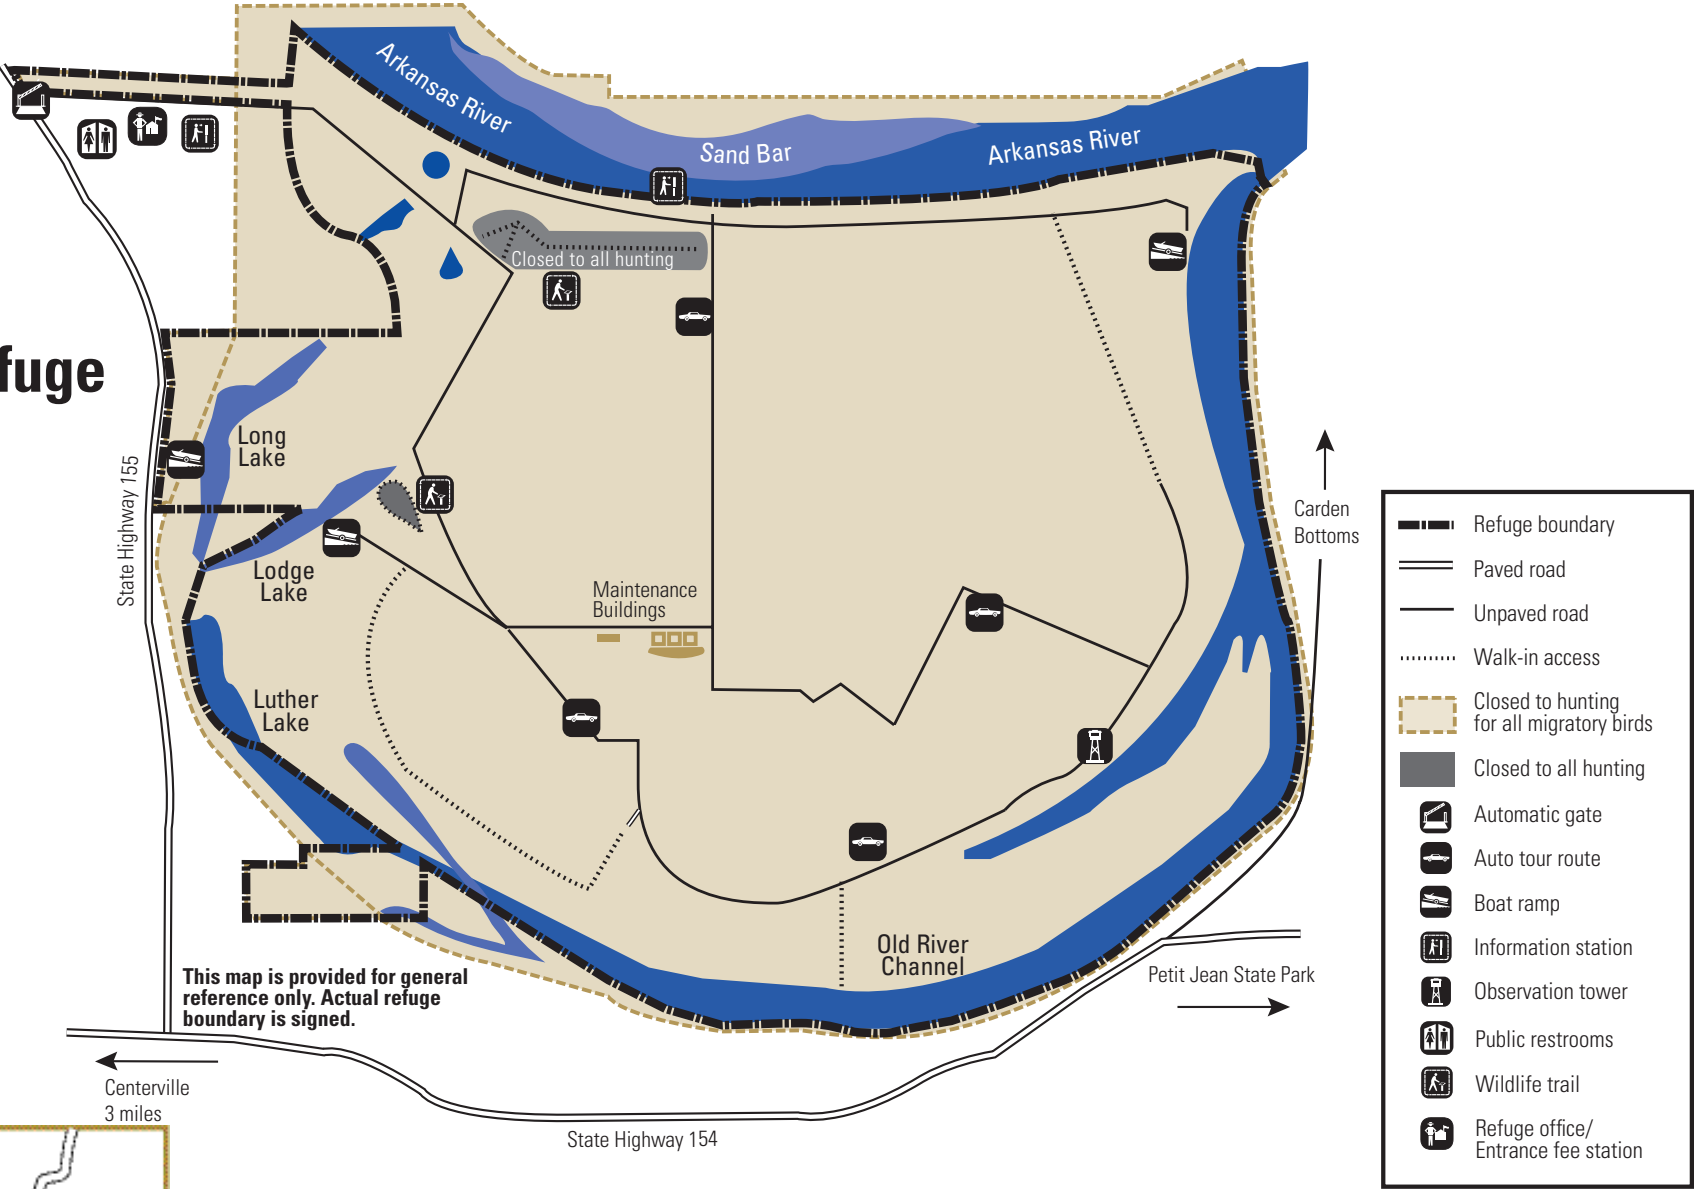 Arkansas River
Sand Bar
Arkansas River
Closed to all hunting
fuge
Long
Lake
State Highway 155
Lodge
Lake
Maintenance
Buildings
Luther
Lake
Carden
Bottoms
Old River
Channel
Petit Jean State Park
This map is provided for general
reference only. Actual refuge
boundary is signed.
Centerville
3 miles
State Highway 154
Refuge boundary
Paved road
Unpaved road
Walk-in access
Closed to hunting
for all migratory birds
Closed to all hunting
Automatic gate
Auto tour route
Boat ramp
Information station
Observation tower
Public restrooms
Wildlife trail
Refuge office/
Entrance fee station